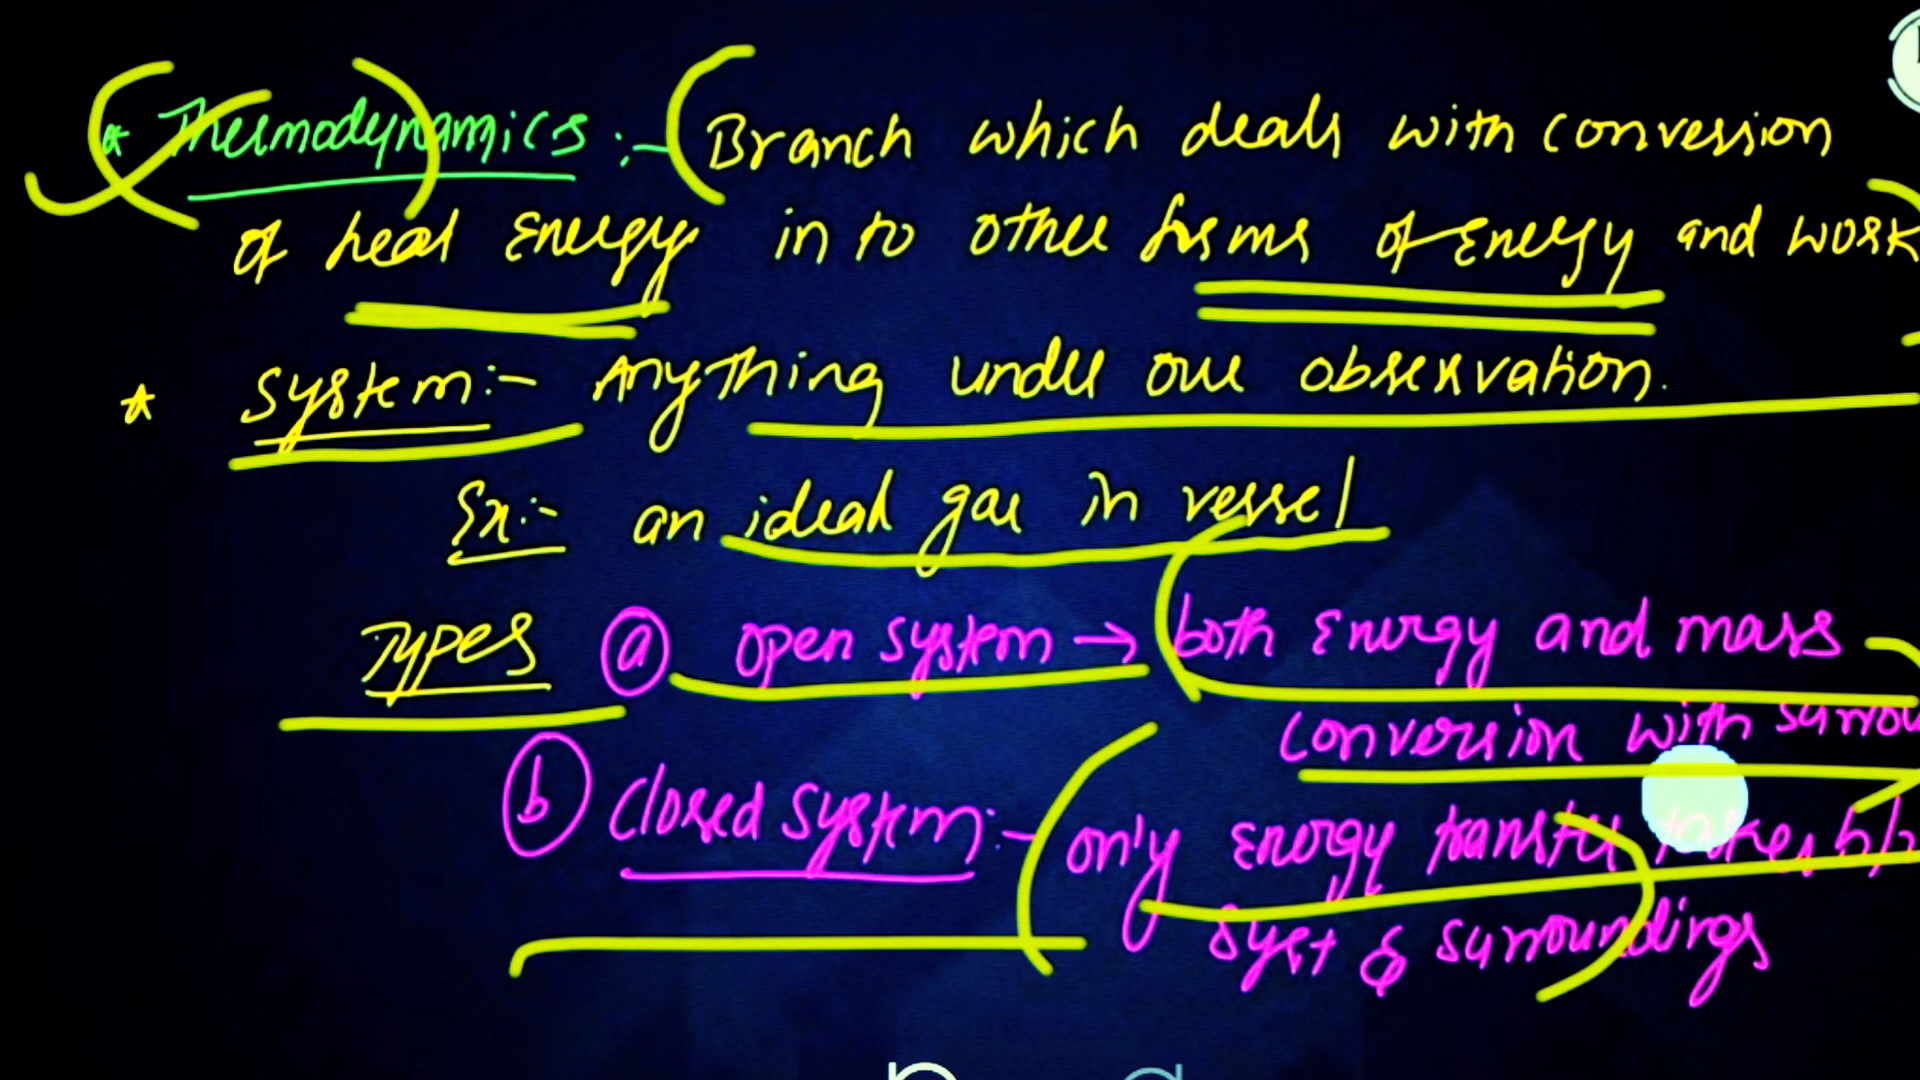 * Thermodynamics :- Branch which deals with conversion
of heat Energy in to other forms of Energy and work
* System:- Anything under our observation.
Ex:- an ideal gas in vessel
Types (a) open system → both Energy and mass
conversion with
(b) Closed System:- only Energy transfer takes b/w
Syst & surroundings